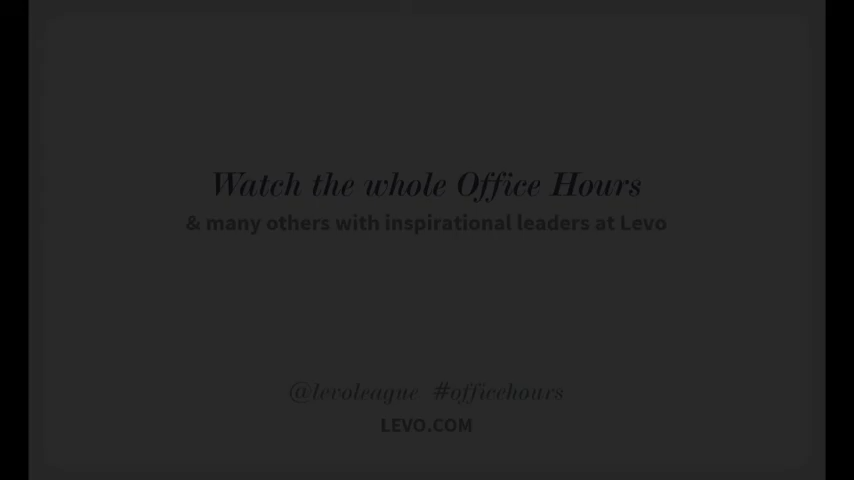 Watch the whole Office Hours
& many others with inspirational leaders at Levo
@levoleague #officehours
LEVO.COM